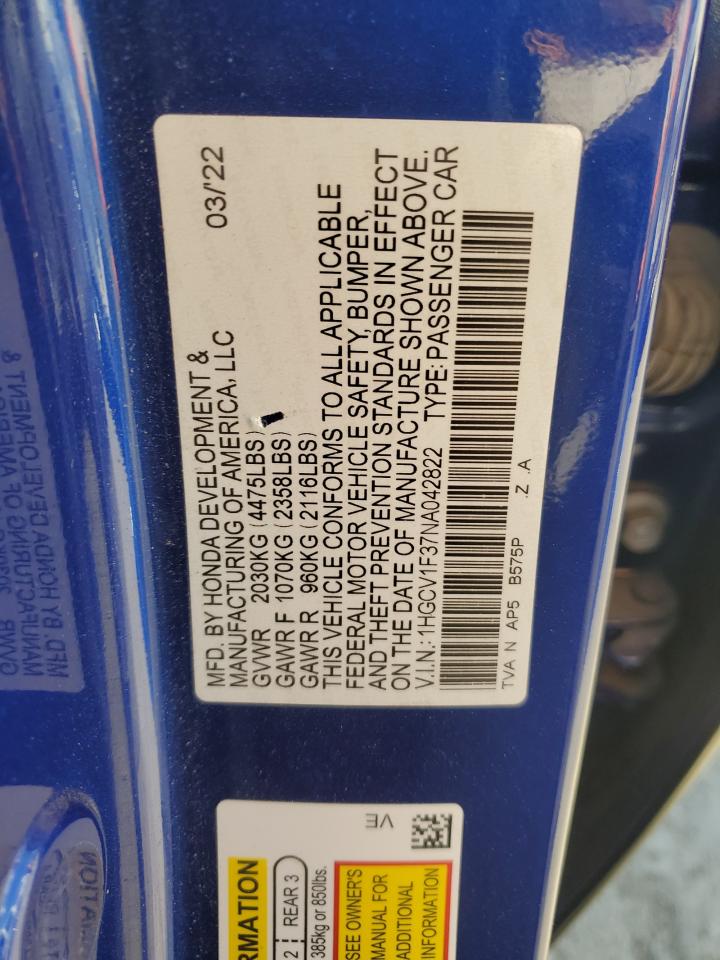 MFD. BY HONDA DEVELOPMENT &
MANUFACTURING OF AMERICA, LLC 03/'22
GVWR 2030KG (4475LBS)
GAWR F 1070KG (2358LBS)
GAWR R 960KG (2116LBS)
THIS VEHICLE CONFORMS TO ALL APPLICABLE
FEDERAL MOTOR VEHICLE SAFETY, BUMPER,
AND THEFT PREVENTION STANDARDS IN EFFECT
ON THE DATE OF MANUFACTURE SHOWN ABOVE.
V.I.N.: 1HGCV1F37NA042822 TYPE: PASSENGER CAR
TVA N AP5 B575P .Z .A
VE
RMATION
2 REAR 3
385kg or 850lbs.
SEE OWNER'S
MANUAL FOR
ADDITIONAL
INFORMATION